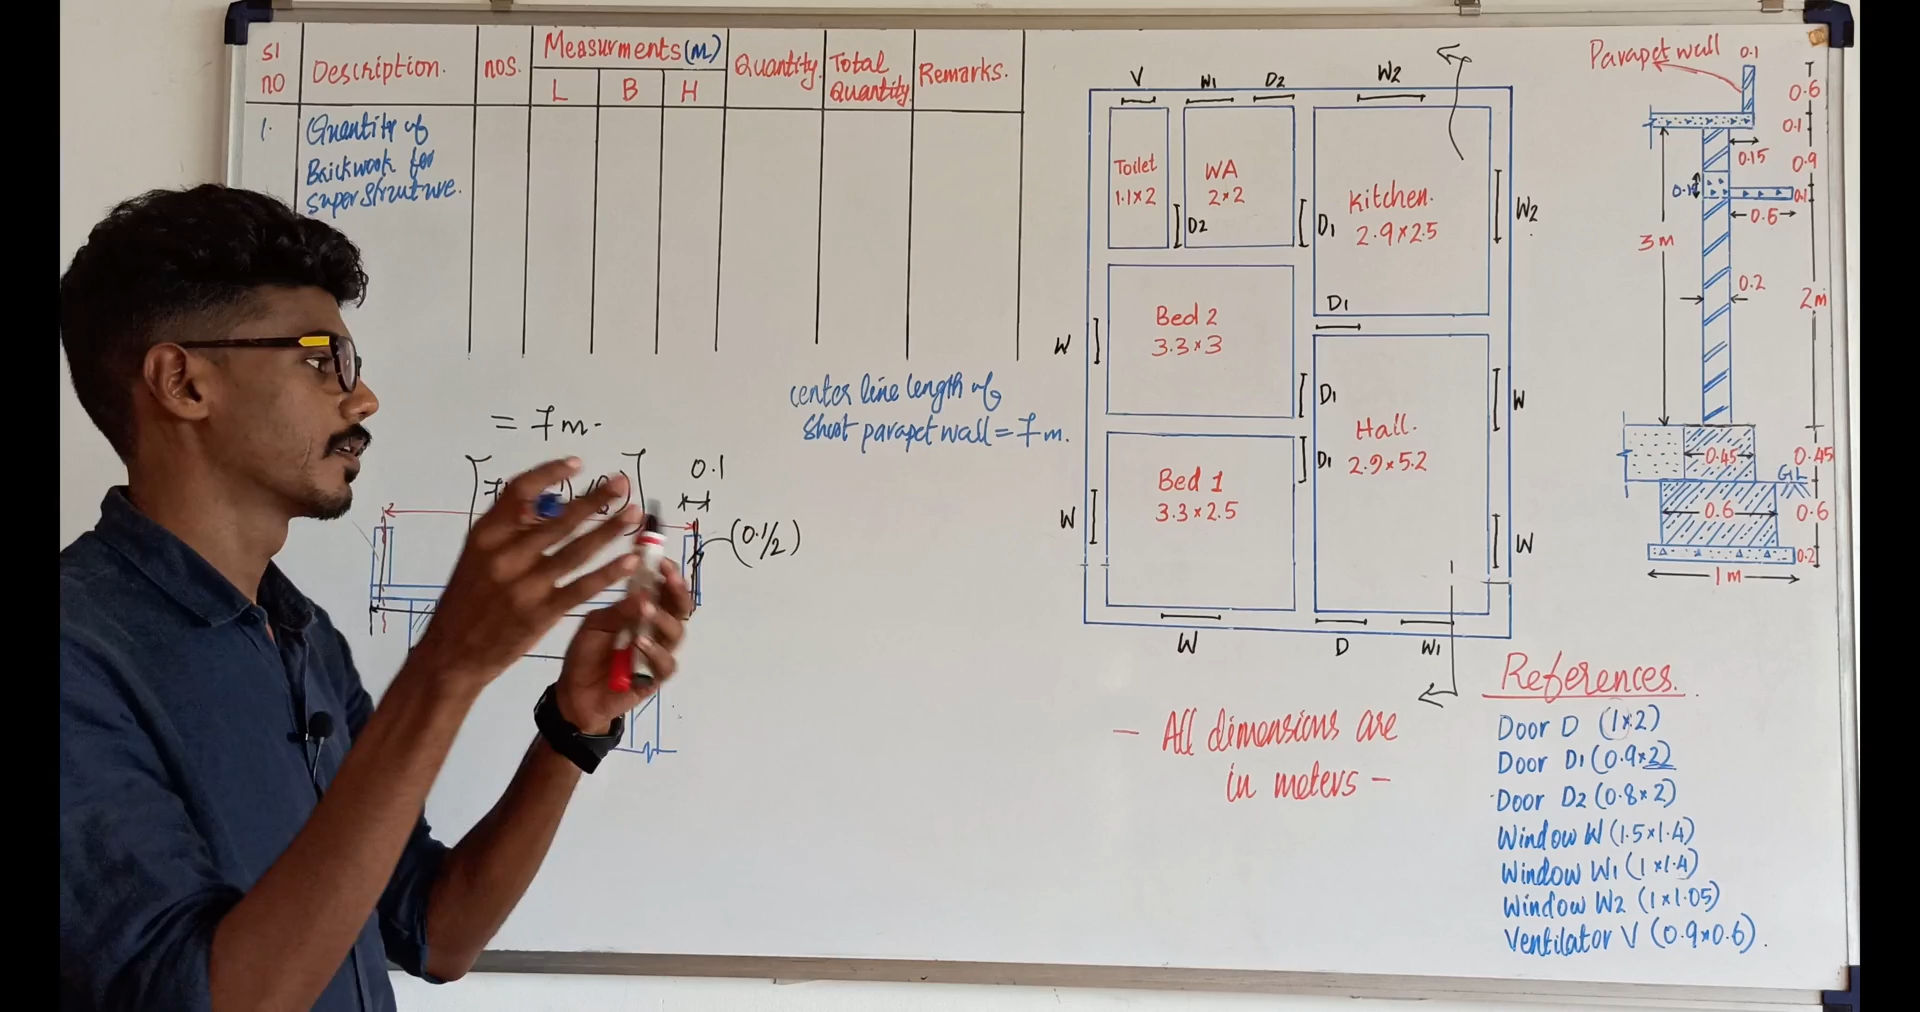 Sl no
Description.
nos.
Measurments (m)
L
B
H
Quantity.
Total Quantity
Remarks.
1.
Quantity of
Brickwork for
superstructure.
= 7m.
0.1
(0.1/2)
center line length of
short parapet wall = 7m.
V
W1
D2
W2
Toilet
1.1×2
WA
2×2
D2
D1
Kitchen.
2.9×2.5
W2
D1
Bed 2
3.3×3
W
D1
Hall.
2.9×5.2
W
D1
Bed 1
3.3×2.5
W
W
W
D
W1
- All dimensions are
in meters -
Parapet wall
0.1
0.6
0.1
0.15
0.9
0.1
0.6
3m
0.2
2m
0.45
0.45
GL
0.6
0.6
0.2
1m
References.
Door D (1×2)
Door D1 (0.9×2)
Door D2 (0.8×2)
Window W (1.5×1.4)
Window W1 (1×1.4)
Window W2 (1×1.05)
Ventilator V (0.9×0.6).